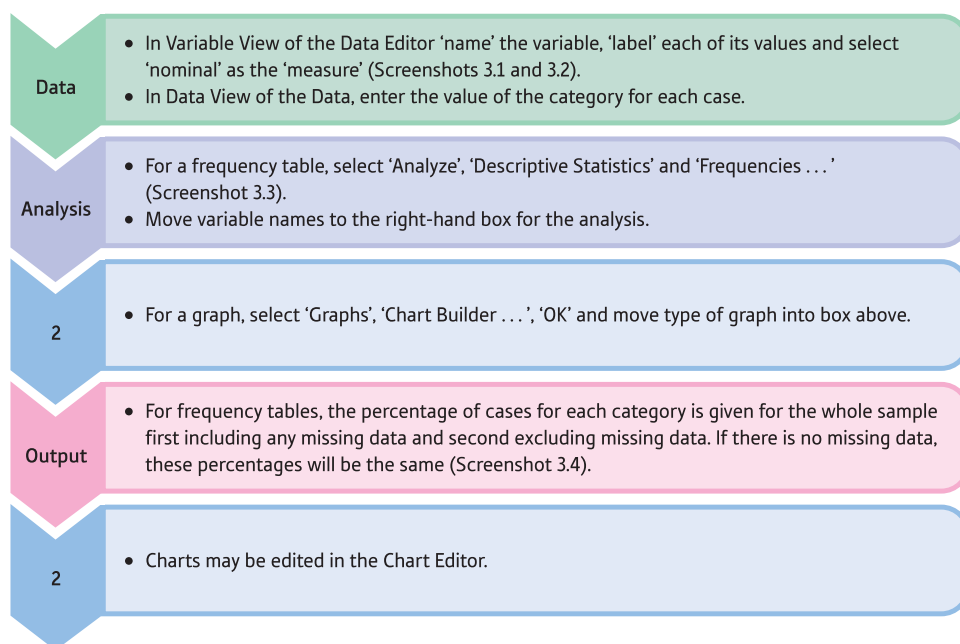 Data
• In Variable View of the Data Editor ‘name’ the variable, ‘label’ each of its values and select
‘nominal’ as the ‘measure’ (Screenshots 3.1 and 3.2).
• In Data View of the Data, enter the value of the category for each case.
Analysis
• For a frequency table, select ‘Analyze’, ‘Descriptive Statistics’ and ‘Frequencies . . . ’
(Screenshot 3.3).
• Move variable names to the right-hand box for the analysis.
2
• For a graph, select ‘Graphs’, ‘Chart Builder . . . ’, ‘OK’ and move type of graph into box above.
Output
• For frequency tables, the percentage of cases for each category is given for the whole sample
first including any missing data and second excluding missing data. If there is no missing data,
these percentages will be the same (Screenshot 3.4).
2
• Charts may be edited in the Chart Editor.